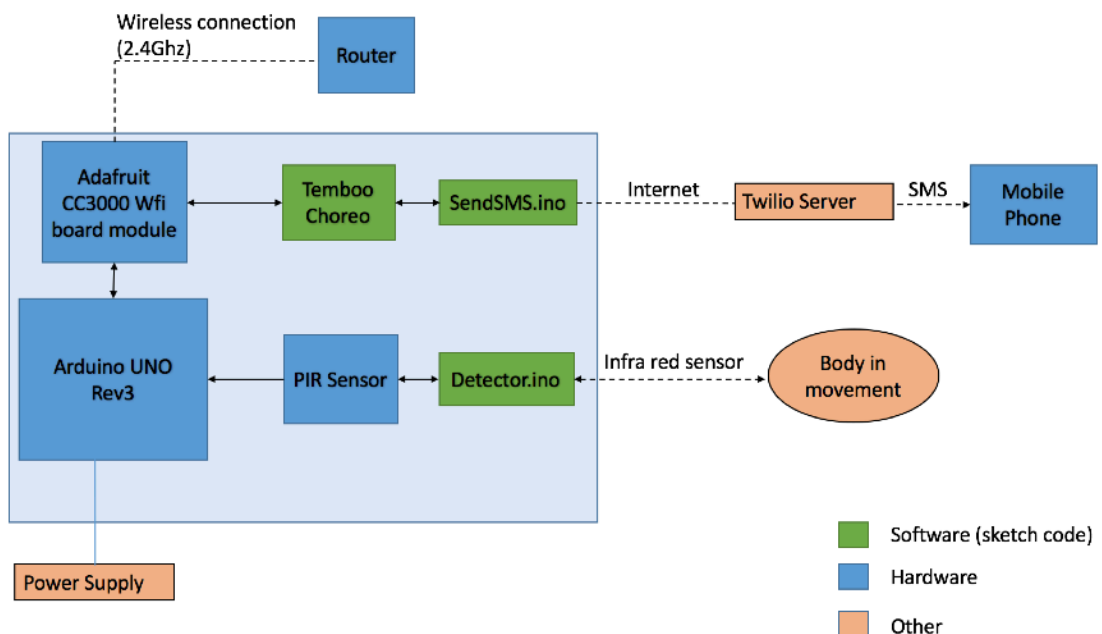 Wireless connection
(2.4Ghz)
Router
Adafruit
CC3000 Wfi
board module
Temboo
Choreo
SendSMS.ino
Internet
Twilio Server
SMS
Mobile
Phone
Arduino UNO
Rev3
PIR Sensor
Detector.ino
Infra red sensor
Body in
movement
Power Supply
Software (sketch code)
Hardware
Other